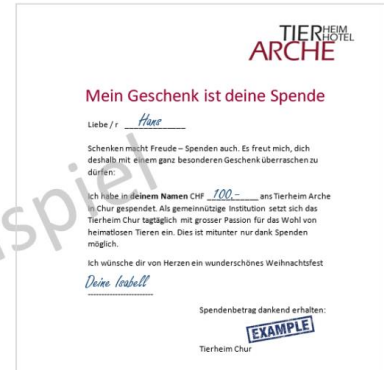 TIERHEIM
HOTEL
ARCHE
Mein Geschenk ist deine Spende
Liebe / r Hans
Schenken macht Freude – Spenden auch. Es freut mich, dich
deshalb mit einem ganz besonderen Geschenk überraschen zu
dürfen:
Ich habe in deinem Namen CHF 100,- ans Tierheim Arche
in Chur gespendet. Als gemeinnützige Institution setzt sich das
Tierheim Chur tagtäglich mit grosser Passion für das Wohl von
heimatlosen Tieren ein. Dies ist mitunter nur dank Spenden
möglich.
Ich wünsche dir von Herzen ein wunderschönes Weihnachtsfest
Deine Isabell
Spendenbetrag dankend erhalten:
EXAMPLE
Tierheim Chur
spiel